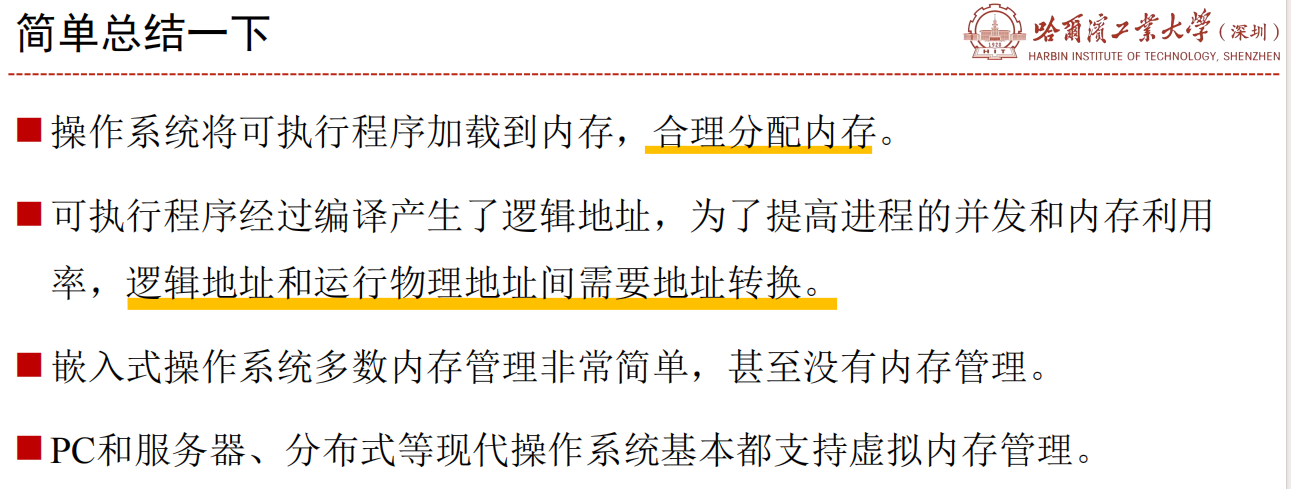 简单总结一下
哈爾濱工業大學（深圳）
HARBIN INSTITUTE OF TECHNOLOGY, SHENZHEN
1920
HIT
操作系统将可执行程序加载到内存，合理分配内存。
可执行程序经过编译产生了逻辑地址，为了提高进程的并发和内存利用
率，逻辑地址和运行物理地址间需要地址转换。
嵌入式操作系统多数内存管理非常简单，甚至没有内存管理。
PC和服务器、分布式等现代操作系统基本都支持虚拟内存管理。